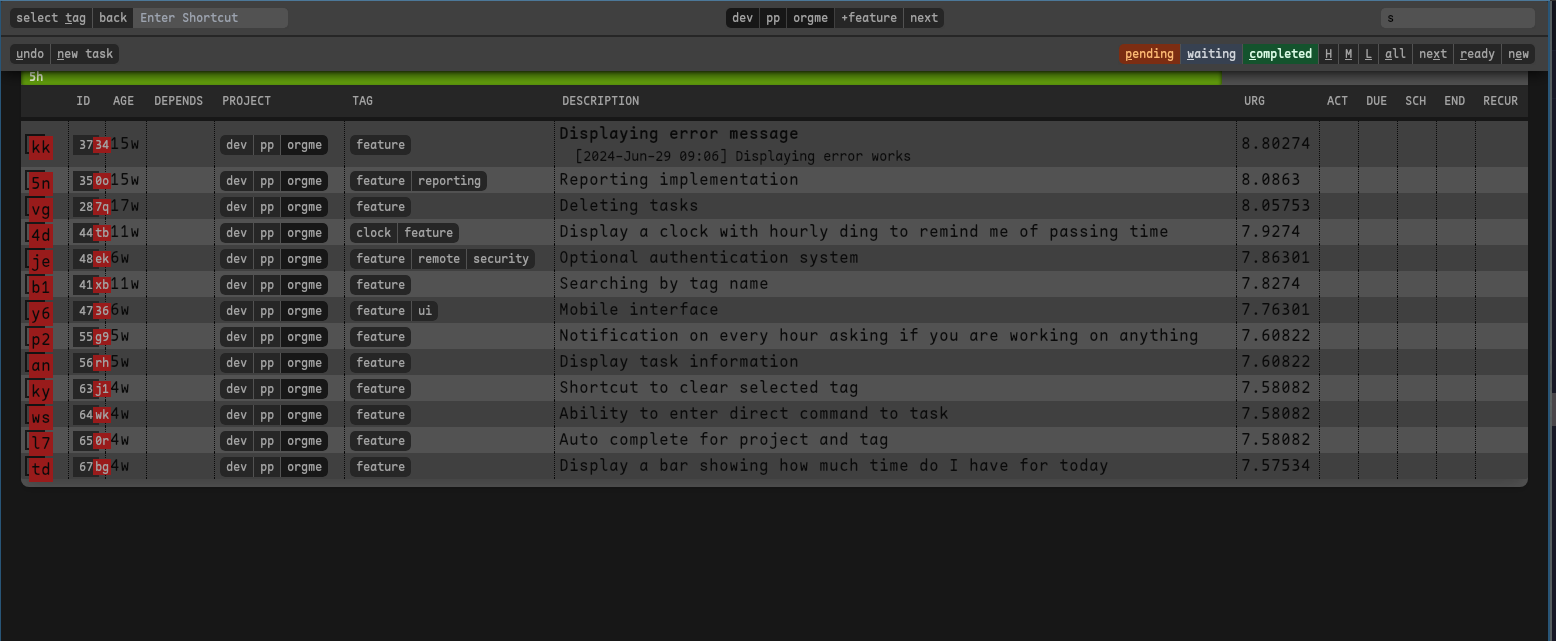 select tag back Enter Shortcut dev pp orgme +feature next s
undo new task pending waiting completed H M L all next ready new
5h
ID AGE DEPENDS PROJECT TAG DESCRIPTION URG ACT DUE SCH END RECUR
kk 37 34 15w dev pp orgme feature Displaying error message 8.80274
[2024-Jun-29 09:06] Displaying error works
5n 35 0o 15w dev pp orgme feature reporting Reporting implementation 8.0863
vg 28 7q 17w dev pp orgme feature Deleting tasks 8.05753
4d 44 tb 11w dev pp orgme clock feature Display a clock with hourly ding to remind me of passing time 7.9274
je 48 ek 6w dev pp orgme feature remote security Optional authentication system 7.86301
b1 41 xb 11w dev pp orgme feature Searching by tag name 7.8274
y6 47 36 6w dev pp orgme feature ui Mobile interface 7.76301
p2 55 g9 5w dev pp orgme feature Notification on every hour asking if you are working on anything 7.60822
an 56 rh 5w dev pp orgme feature Display task information 7.60822
ky 63 j1 4w dev pp orgme feature Shortcut to clear selected tag 7.58082
ws 64 wk 4w dev pp orgme feature Ability to enter direct command to task 7.58082
l7 65 0r 4w dev pp orgme feature Auto complete for project and tag 7.58082
td 67 bg 4w dev pp orgme feature Display a bar showing how much time do I have for today 7.57534